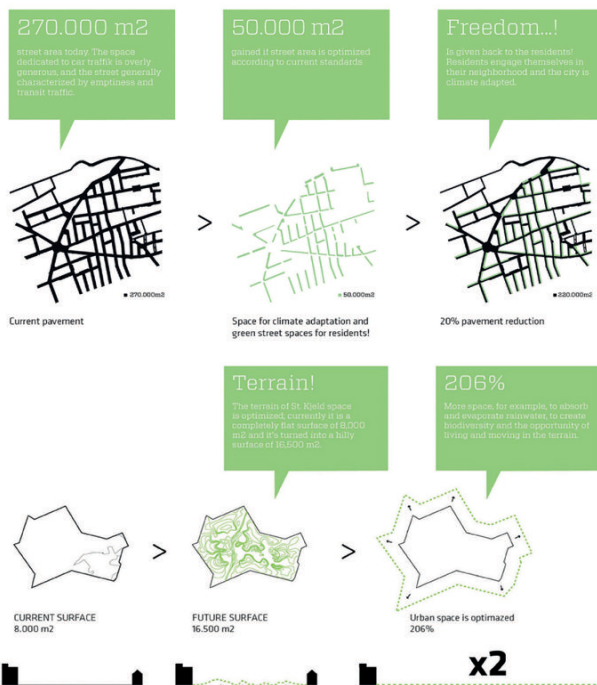 270.000 m2
street area today. The space
dedicated to car traffik is overly
generous, and the street generally
characterized by emptiness and
transit traffic.
50.000 m2
gained if street area is optimized
according to current standards
Freedom...!
Is given back to the residents!
Residents engage themselves in
their neighborhood and the city is
climate adapted.
270.000m2
Current pavement
>
50.000m2
Space for climate adaptation and
green street spaces for residents!
>
220.000m2
20% pavement reduction
Terrain!
The terrain of St. Kjeld space
is optimized; currently it is a
completely flat surface of 8,000
m2 and it's turned into a hilly
surface of 16,500 m2.
206%
More space, for example, to absorb
and evaporate rainwater, to create
biodiversity and the opportunity of
living and moving in the terrain.
CURRENT SURFACE
8.000 m2
>
FUTURE SURFACE
16.500 m2
>
Urban space is optimazed
206%
x2